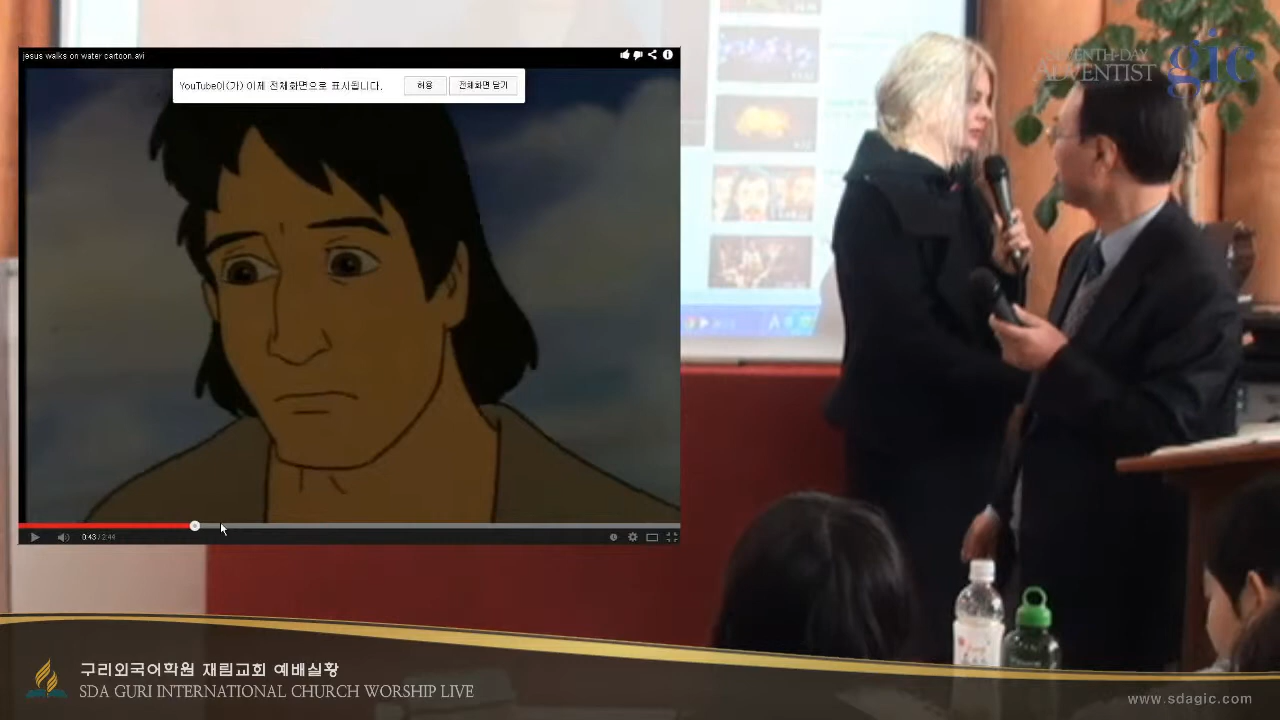 jesus walks on water cartoon.avi
YouTube이(가) 이제 전체화면으로 표시됩니다.
허용
전체화면 닫기
SEVENTH-DAY
ADVENTIST
gic
0:43 / 2:44
구리외국어학원 재림교회 예배실황
SDA GURI INTERNATIONAL CHURCH WORSHIP LIVE
www.sdagic.com